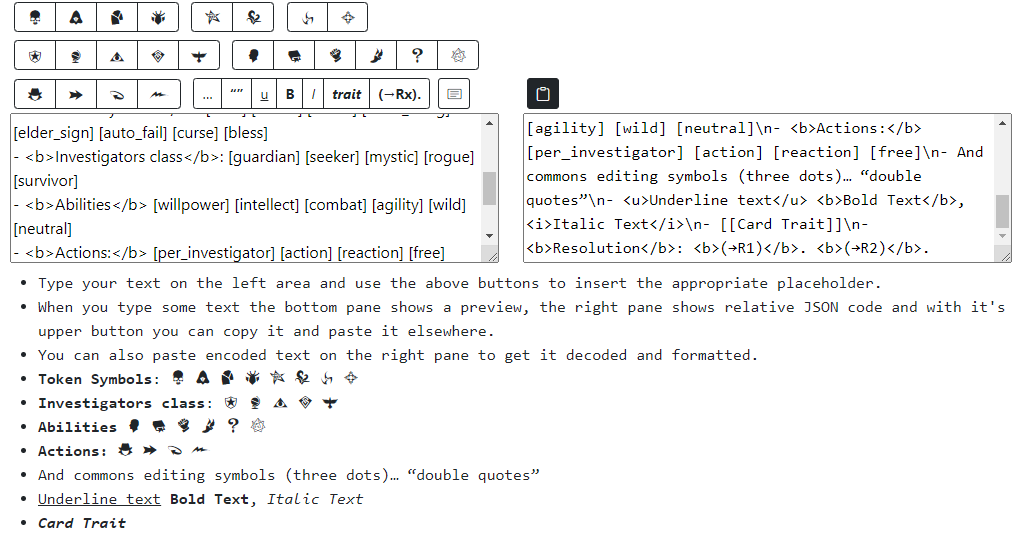 … “” u B I trait (→Rx).
[elder_sign] [auto_fail] [curse] [bless]
- <b>Investigators class</b>: [guardian] [seeker] [mystic] [rogue]
[survivor]
- <b>Abilities</b> [willpower] [intellect] [combat] [agility] [wild]
[neutral]
- <b>Actions:</b> [per_investigator] [action] [reaction] [free]
[agility] [wild] [neutral]\n- <b>Actions:</b>
[per_investigator] [action] [reaction] [free]\n- And
commons editing symbols (three dots)… “double
quotes”\n- <u>Underline text</u> <b>Bold Text</b>,
<i>Italic Text</i>\n- [[Card Trait]]\n-
<b>Resolution</b>: <b>(→R1)</b>. <b>(→R2)</b>.
• Type your text on the left area and use the above buttons to insert the appropriate placeholder.
• When you type some text the bottom pane shows a preview, the right pane shows relative JSON code and with it's
upper button you can copy it and paste it elsewhere.
• You can also paste encoded text on the right pane to get it decoded and formatted.
• Token Symbols:
• Investigators class:
• Abilities ?
• Actions:
• And commons editing symbols (three dots)… “double quotes”
• Underline text Bold Text, Italic Text
• Card Trait